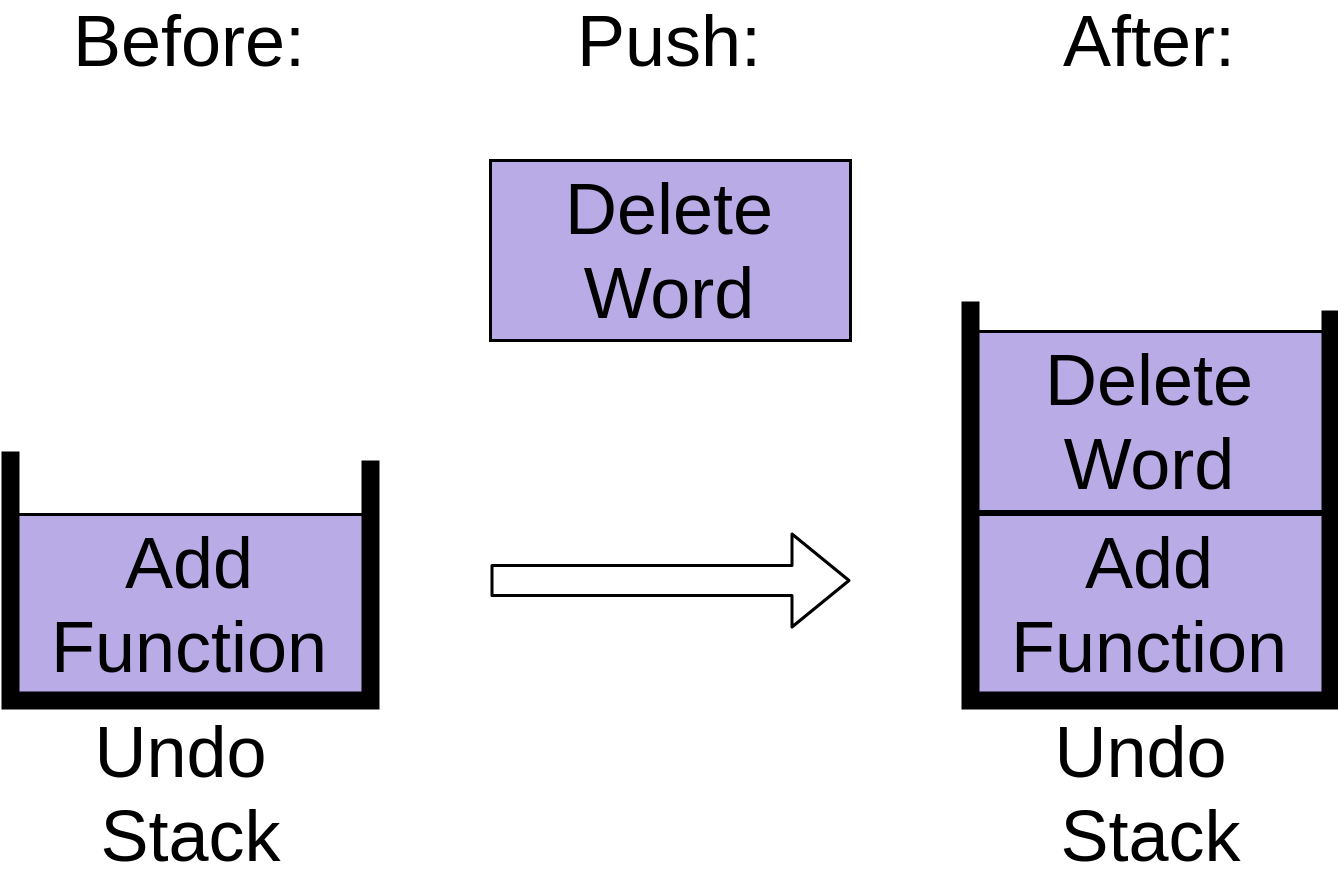 Before:
Push:
After:
Delete
Word
Delete
Word
Add
Function
Add
Function
Undo
Stack
Undo
Stack